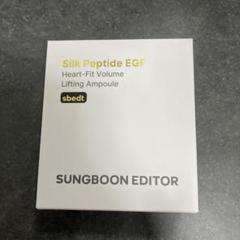 Silk Peptide EGF
Heart-Fit Volume
Lifting Ampoule
sbedt
SUNGBOON EDITOR